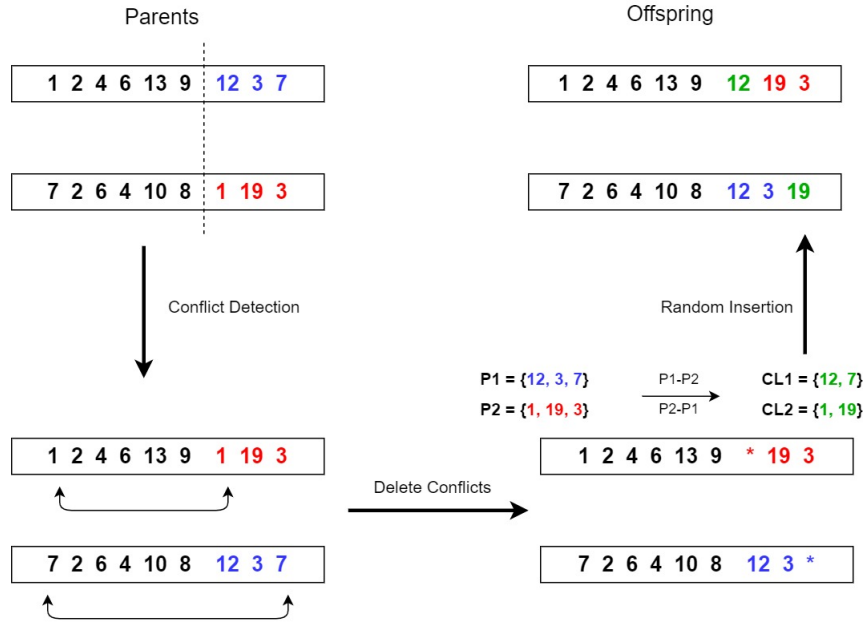 Parents
Offspring
1 2 4 6 13 9 12 3 7
1 2 4 6 13 9 12 19 3
7 2 6 4 10 8 1 19 3
7 2 6 4 10 8 12 3 19
Conflict Detection
Random Insertion
P1 = {12, 3, 7}
P1-P2
CL1 = {12, 7}
P2 = {1, 19, 3}
P2-P1
CL2 = {1, 19}
1 2 4 6 13 9 1 19 3
1 2 4 6 13 9 * 19 3
Delete Conflicts
7 2 6 4 10 8 12 3 7
7 2 6 4 10 8 12 3 *